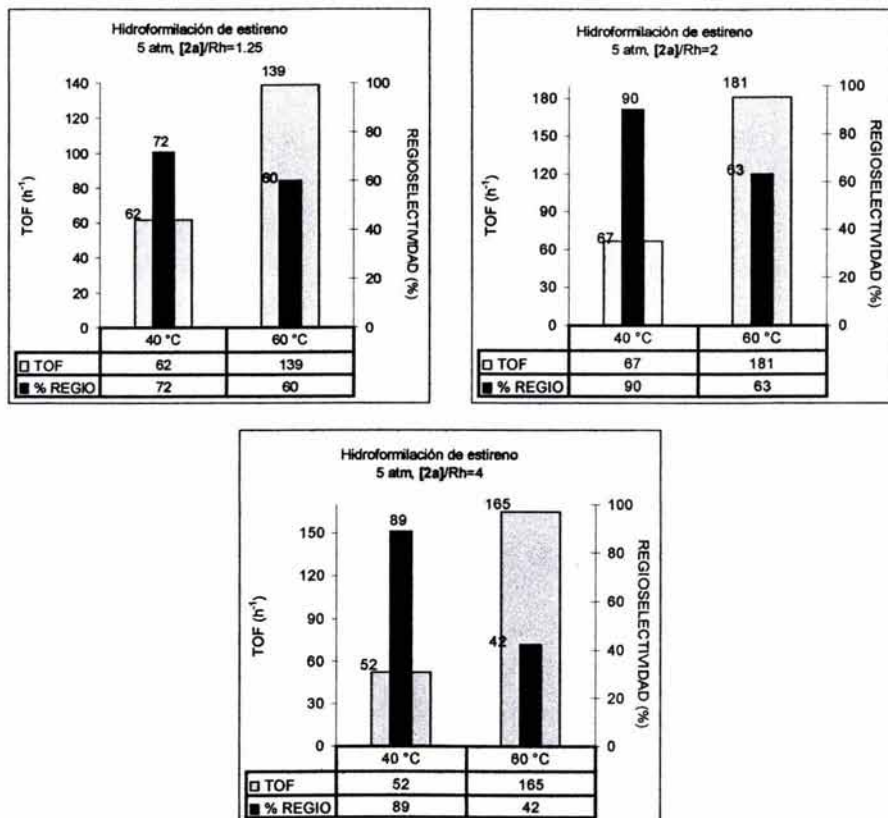 Hidroformilación de estireno
5 atm, [2a]/Rh=1.25
139
140
120
100
80
60
40
20
0
TOF (h⁻¹)
62
72
60
100
80
60
40
20
0
REGIOSELECTIVIDAD (%)
40 °C 60 °C
TOF 62 139
% REGIO 72 60
Hidroformilación de estireno
5 atm, [2a]/Rh=2
180
150
120
90
60
30
0
TOF (h⁻¹)
67
90
181
63
100
80
60
40
20
0
REGIOSELECTIVIDAD (%)
40 °C 60 °C
TOF 67 181
% REGIO 90 63
Hidroformilación de estireno
5 atm, [2a]/Rh=4
150
120
90
60
30
0
TOF (h⁻¹)
52
89
165
42
100
80
60
40
20
0
REGIOSELECTIVIDAD (%)
40 °C 60 °C
TOF 52 165
% REGIO 89 42